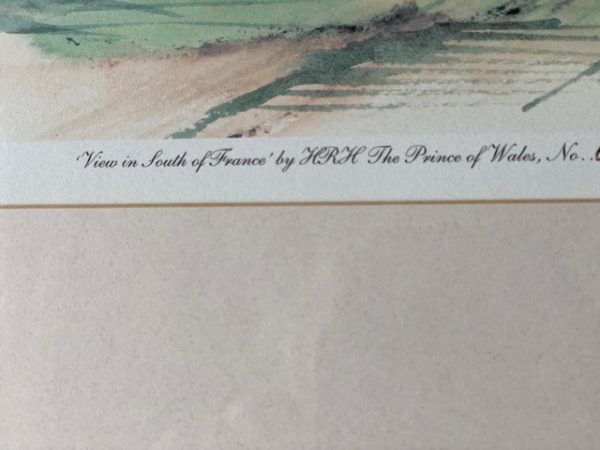 'View in South of France' by HRH The Prince of Wales, No..